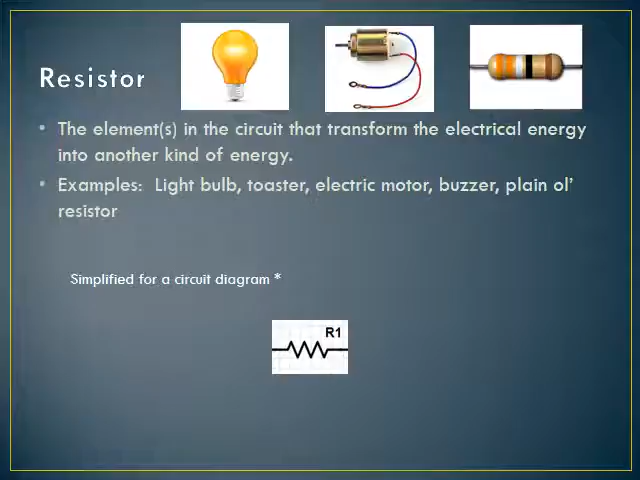 Resistor
• The element(s) in the circuit that transform the electrical energy
into another kind of energy.
• Examples:  Light bulb, toaster, electric motor, buzzer, plain ol’
resistor
Simplified for a circuit diagram *
R1